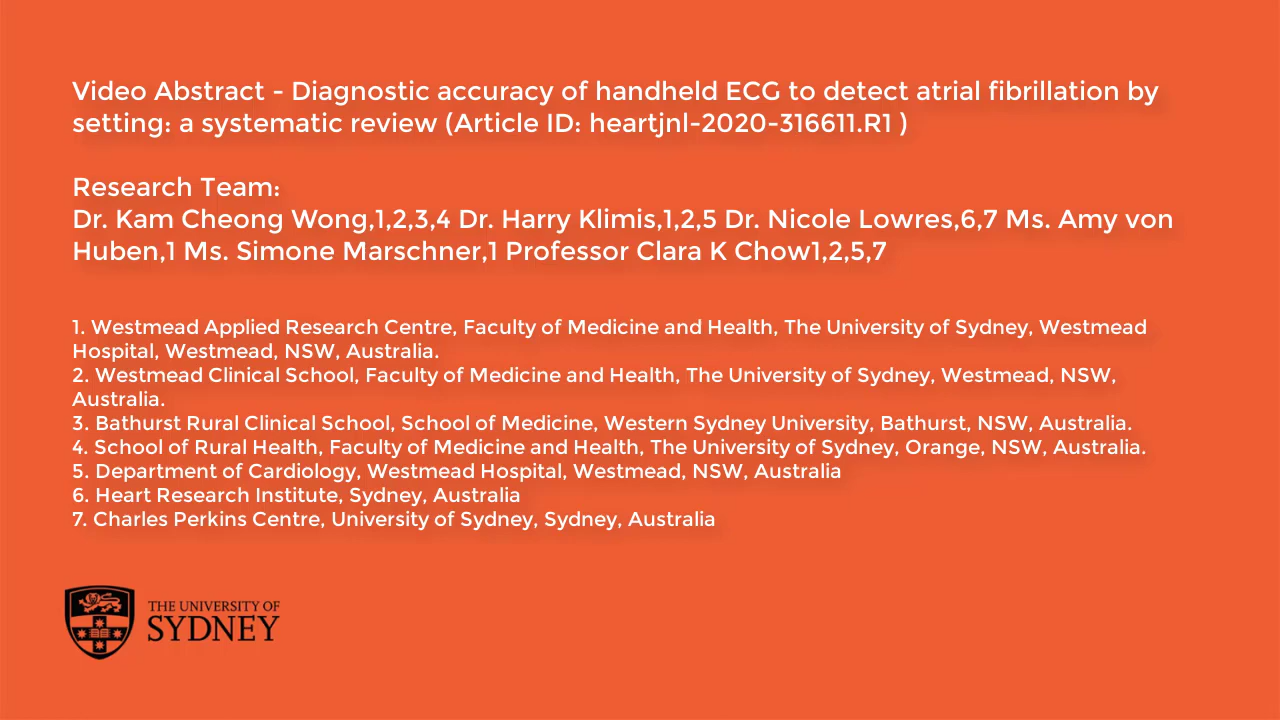 Video Abstract - Diagnostic accuracy of handheld ECG to detect atrial fibrillation by
setting: a systematic review (Article ID: heartjnl-2020-316611.R1 )
Research Team:
Dr. Kam Cheong Wong,1,2,3,4 Dr. Harry Klimis,1,2,5 Dr. Nicole Lowres,6,7 Ms. Amy von
Huben,1 Ms. Simone Marschner,1 Professor Clara K Chow1,2,5,7
1. Westmead Applied Research Centre, Faculty of Medicine and Health, The University of Sydney, Westmead
Hospital, Westmead, NSW, Australia.
2. Westmead Clinical School, Faculty of Medicine and Health, The University of Sydney, Westmead, NSW,
Australia.
3. Bathurst Rural Clinical School, School of Medicine, Western Sydney University, Bathurst, NSW, Australia.
4. School of Rural Health, Faculty of Medicine and Health, The University of Sydney, Orange, NSW, Australia.
5. Department of Cardiology, Westmead Hospital, Westmead, NSW, Australia
6. Heart Research Institute, Sydney, Australia
7. Charles Perkins Centre, University of Sydney, Sydney, Australia
THE UNIVERSITY OF
SYDNEY